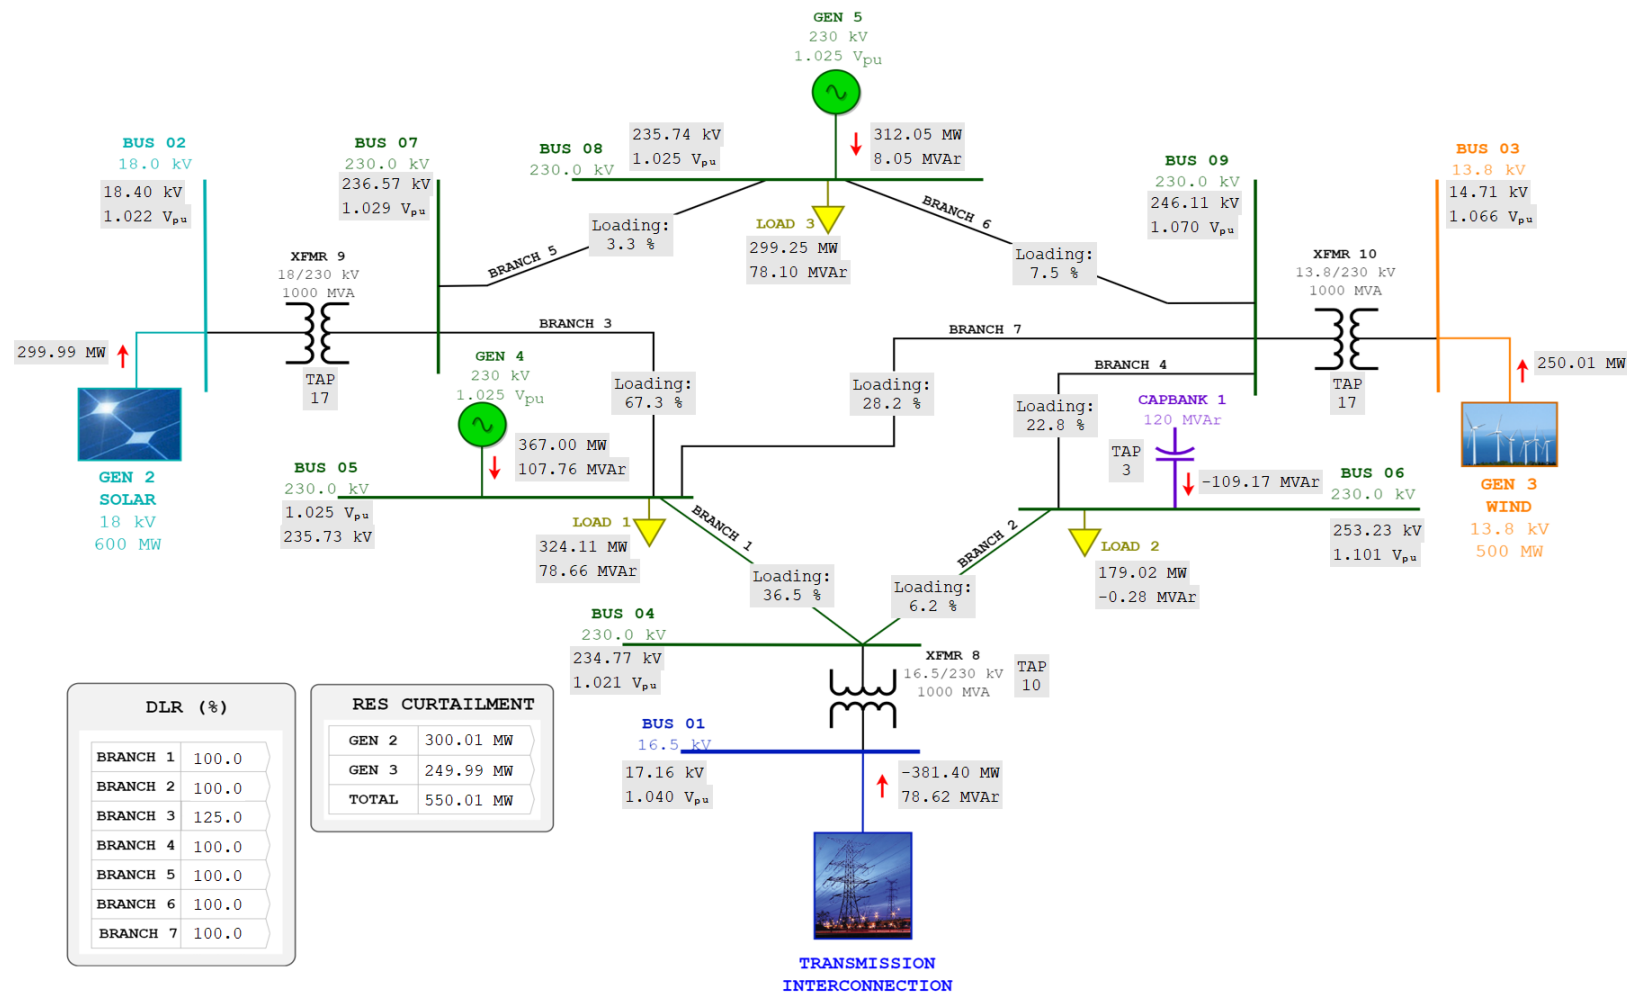 GEN 5
230 kV
1.025 Vpu
312.05 MW
8.05 MVAr
BUS 02
18.0 kV
18.40 kV
1.022 Vpu
BUS 07
230.0 kV
236.57 kV
1.029 Vpu
BUS 08
230.0 kV
235.74 kV
1.025 Vpu
BUS 09
230.0 kV
246.11 kV
1.070 Vpu
BUS 03
13.8 kV
14.71 kV
1.066 Vpu
BRANCH 5
Loading:
3.3 %
LOAD 3
299.25 MW
78.10 MVAr
BRANCH 6
Loading:
7.5 %
XFMR 9
18/230 kV
1000 MVA
TAP
17
XFMR 10
13.8/230 kV
1000 MVA
TAP
17
299.99 MW
GEN 2
SOLAR
18 kV
600 MW
250.01 MW
GEN 3
WIND
13.8 kV
500 MW
BRANCH 3
Loading:
67.3 %
BRANCH 7
Loading:
28.2 %
BRANCH 4
Loading:
22.8 %
GEN 4
230 kV
1.025 Vpu
367.00 MW
107.76 MVAr
CAPBANK 1
120 MVAr
TAP
3
-109.17 MVAr
BUS 05
230.0 kV
1.025 Vpu
235.73 kV
BUS 06
230.0 kV
253.23 kV
1.101 Vpu
LOAD 1
324.11 MW
78.66 MVAr
LOAD 2
179.02 MW
-0.28 MVAr
BRANCH 1
Loading:
36.5 %
BRANCH 2
Loading:
6.2 %
BUS 04
230.0 kV
234.77 kV
1.021 Vpu
XFMR 8
16.5/230 kV
1000 MVA
TAP
10
BUS 01
16.5 kV
17.16 kV
1.040 Vpu
-381.40 MW
78.62 MVAr
TRANSMISSION
INTERCONNECTION
DLR (%)
BRANCH 1 100.0
BRANCH 2 100.0
BRANCH 3 125.0
BRANCH 4 100.0
BRANCH 5 100.0
BRANCH 6 100.0
BRANCH 7 100.0
RES CURTAILMENT
GEN 2 300.01 MW
GEN 3 249.99 MW
TOTAL 550.01 MW